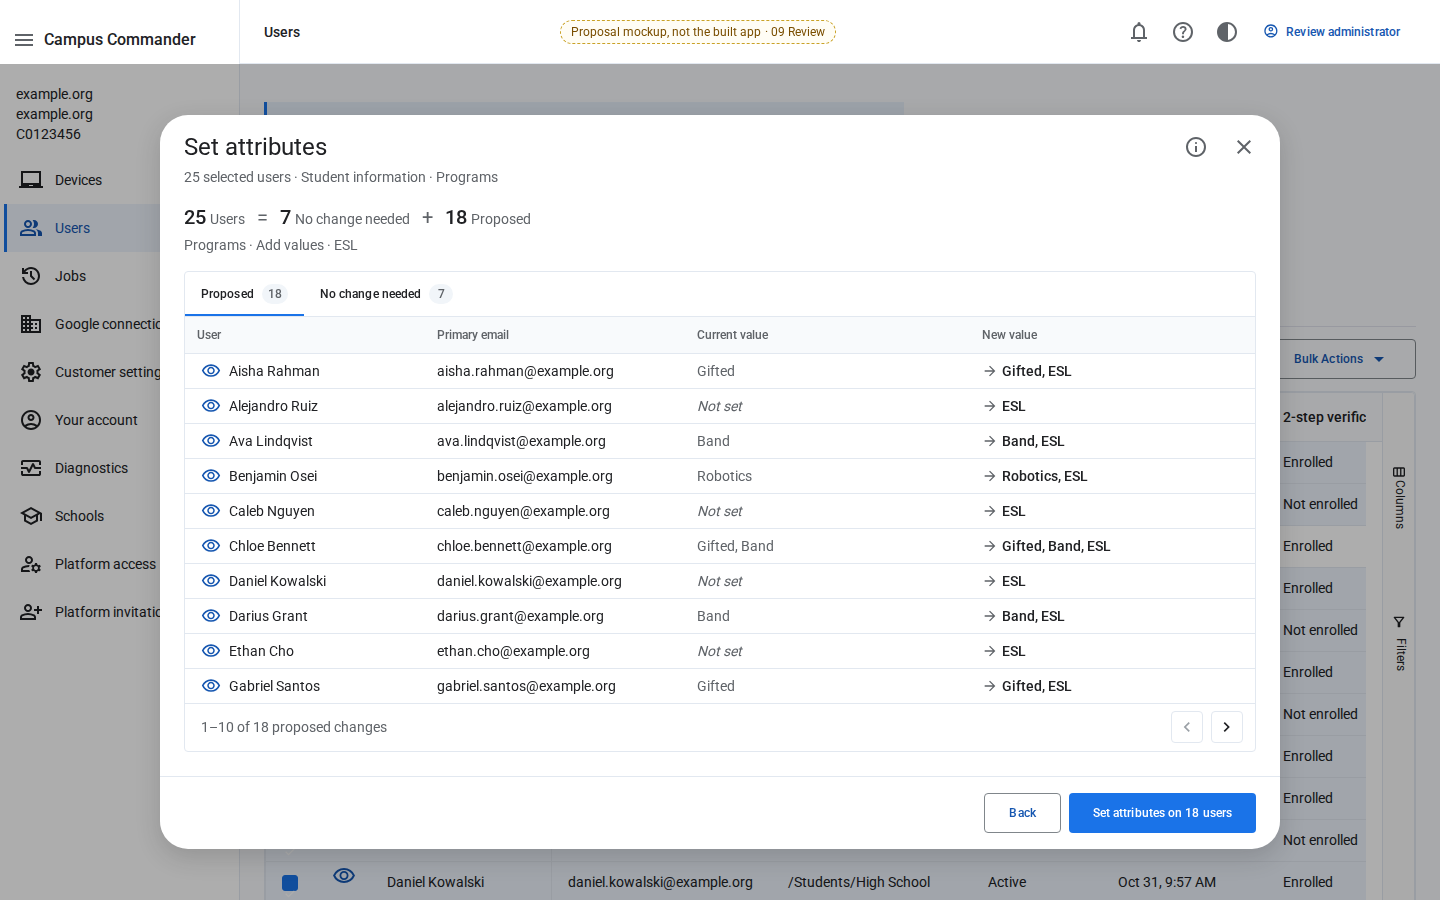 Campus Commander
Users
Proposal mockup, not the built app · 09 Review
Review administrator
example.org
example.org
C0123456
Devices
Users
Jobs
Google connectio
Customer setting
Your account
Diagnostics
Schools
Platform access
Platform invitatio
Set attributes
25 selected users · Student information · Programs
25 Users = 7 No change needed + 18 Proposed
Programs · Add values · ESL
Proposed 18 No change needed 7
User Primary email Current value New value
Aisha Rahman aisha.rahman@example.org Gifted → Gifted, ESL
Alejandro Ruiz alejandro.ruiz@example.org Not set → ESL
Ava Lindqvist ava.lindqvist@example.org Band → Band, ESL
Benjamin Osei benjamin.osei@example.org Robotics → Robotics, ESL
Caleb Nguyen caleb.nguyen@example.org Not set → ESL
Chloe Bennett chloe.bennett@example.org Gifted, Band → Gifted, Band, ESL
Daniel Kowalski daniel.kowalski@example.org Not set → ESL
Darius Grant darius.grant@example.org Band → Band, ESL
Ethan Cho ethan.cho@example.org Not set → ESL
Gabriel Santos gabriel.santos@example.org Gifted → Gifted, ESL
1–10 of 18 proposed changes
Back
Set attributes on 18 users
Bulk Actions
2-step verific
Enrolled
Not enrolled
Enrolled
Enrolled
Not enrolled
Enrolled
Not enrolled
Enrolled
Enrolled
Not enrolled
Columns
Filters
Daniel Kowalski daniel.kowalski@example.org /Students/High School Active Oct 31, 9:57 AM Enrolled